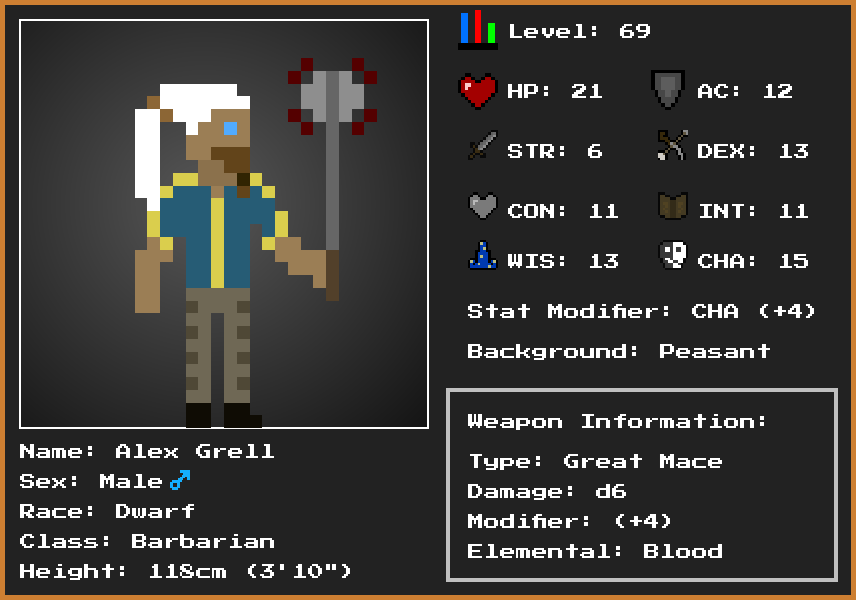 Level: 69
HP: 21
AC: 12
STR: 6
DEX: 13
CON: 11
INT: 11
WIS: 13
CHA: 15
Stat Modifier: CHA (+4)
Background: Peasant
Weapon Information:
Type: Great Mace
Damage: d6
Modifier: (+4)
Elemental: Blood
Name: Alex Grell
Sex: Male ♂
Race: Dwarf
Class: Barbarian
Height: 118cm (3'10")